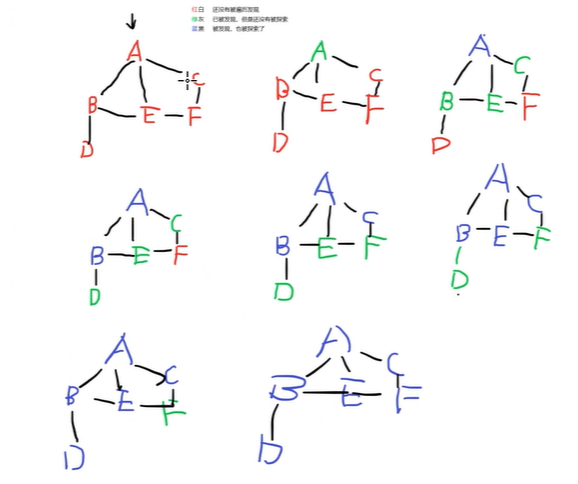 红白 还没有被遍历发现
绿灰 已被发现，但是还没有被探索
蓝黑 被发现，也被探索了
A A A
C C C
B B B
E F E F E F
D D D
A A A
C C C
B E F B E F B E F
D D D
A A
C C
B E F B E F
D D